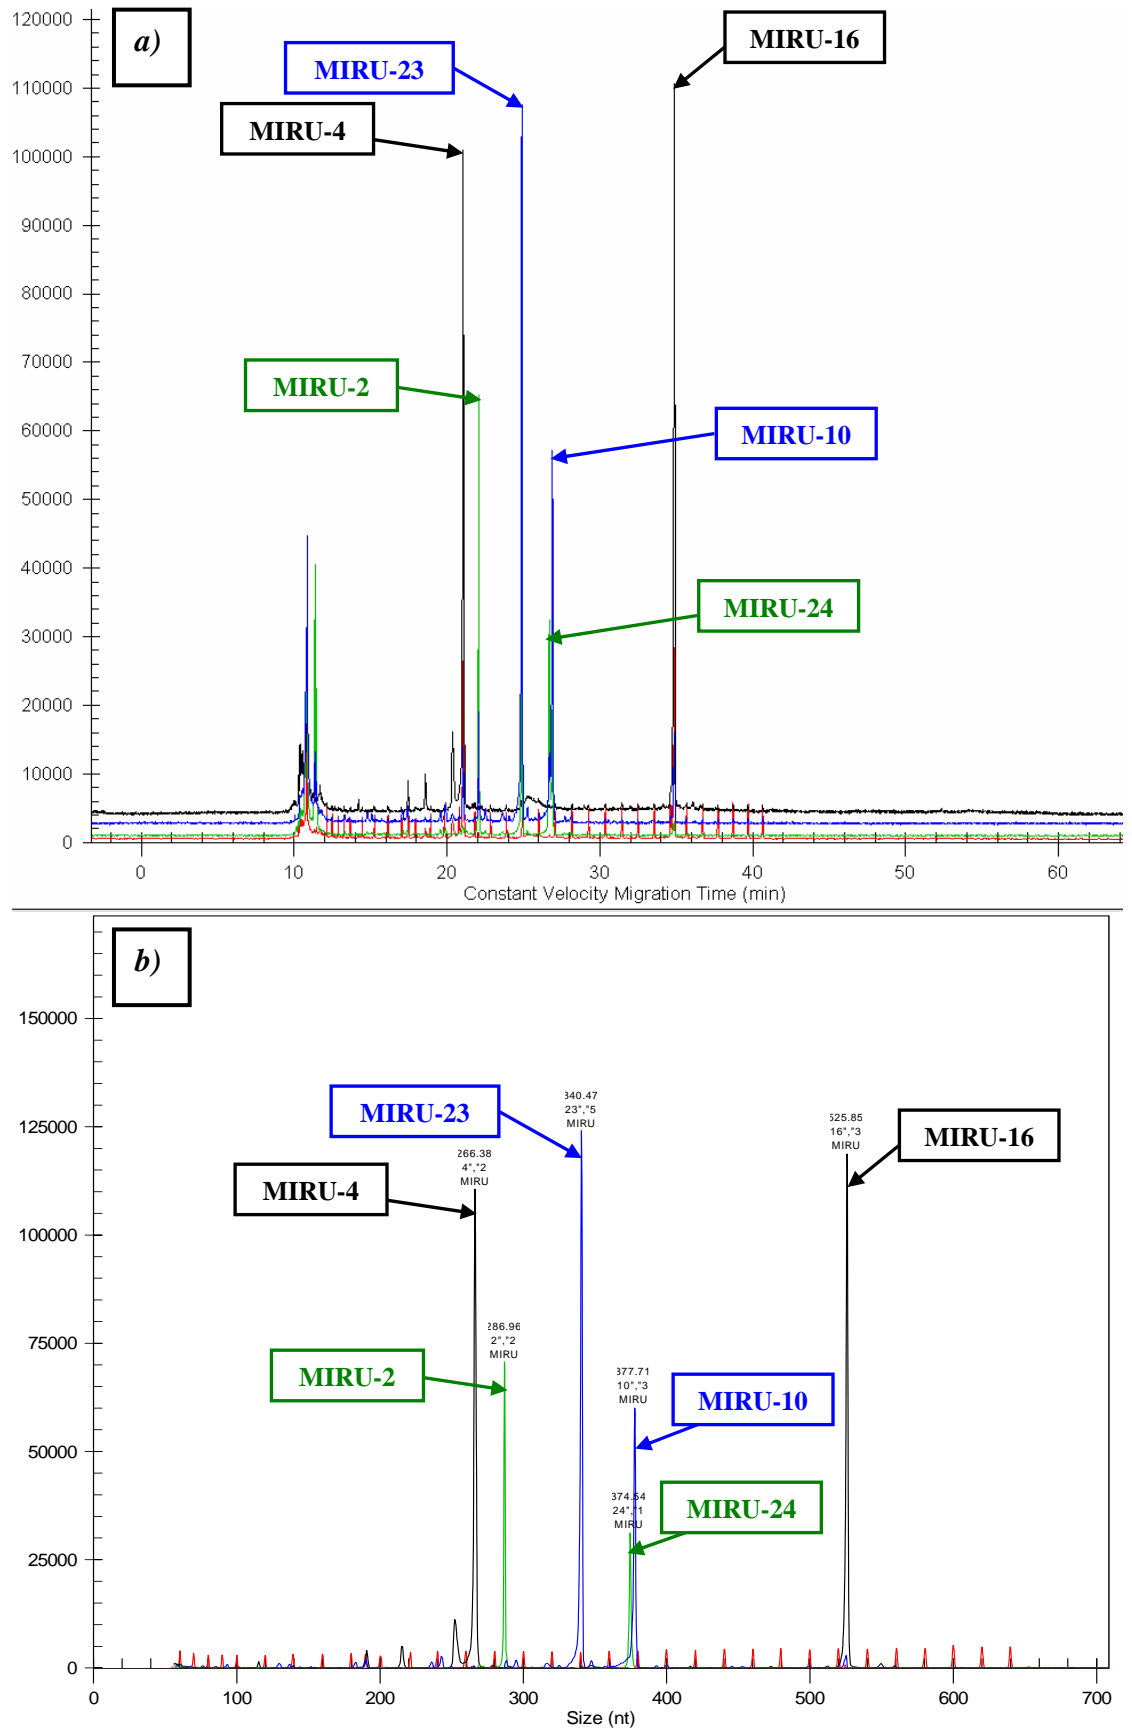 120000
a)
MIRU-16
110000
MIRU-23
MIRU-4
100000
90000
80000
70000
MIRU-2
60000
MIRU-10
50000
40000
MIRU-24
30000
20000
10000
0
0 10 20 30 40 50 60
Constant Velocity Migration Time (min)
b)
150000
125000
MIRU-23
340.47
23","5
MIRU
525.85
16","3
MIRU
MIRU-16
266.38
4","2
MIRU
MIRU-4
100000
75000
286.96
2","2
MIRU
MIRU-2
377.71
10","3
MIRU
MIRU-10
50000
374.54
24","1
MIRU
MIRU-24
25000
0
0 100 200 300 400 500 600 700
Size (nt)